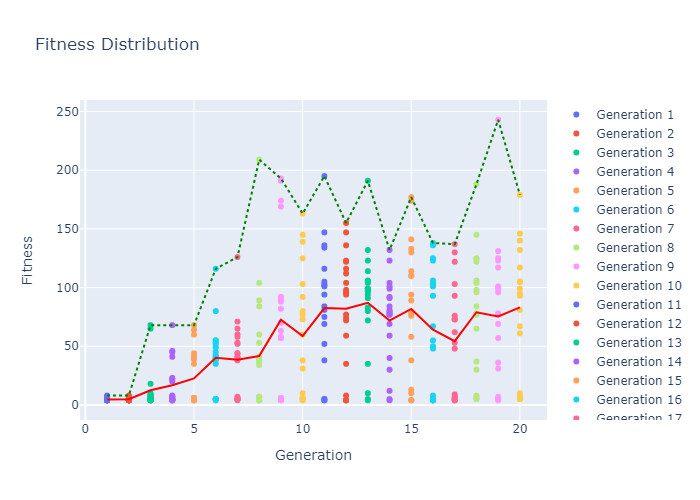 Fitness Distribution
Fitness
250
200
150
100
50
0
0
5
10
15
20
Generation
Generation 1
Generation 2
Generation 3
Generation 4
Generation 5
Generation 6
Generation 7
Generation 8
Generation 9
Generation 10
Generation 11
Generation 12
Generation 13
Generation 14
Generation 15
Generation 16
Generation 17